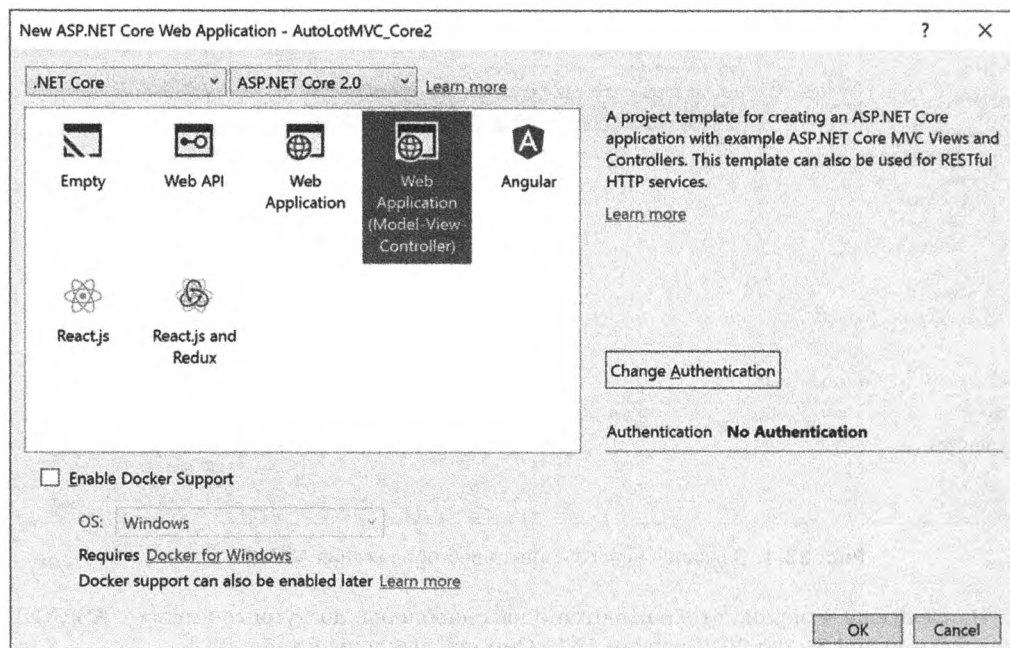 New ASP.NET Core Web Application - AutoLotMVC_Core2 ? ×
.NET Core ASP.NET Core 2.0 Learn more
A project template for creating an ASP.NET Core
application with example ASP.NET Core MVC Views and
Controllers. This template can also be used for RESTful
HTTP services.
Learn more
Empty
Web API
Web
Application
Web
Application
(Model-View-
Controller)
Angular
React.js
React.js and
Redux
Change Authentication
Authentication No Authentication
Enable Docker Support
OS: Windows
Requires Docker for Windows
Docker support can also be enabled later Learn more
OK Cancel